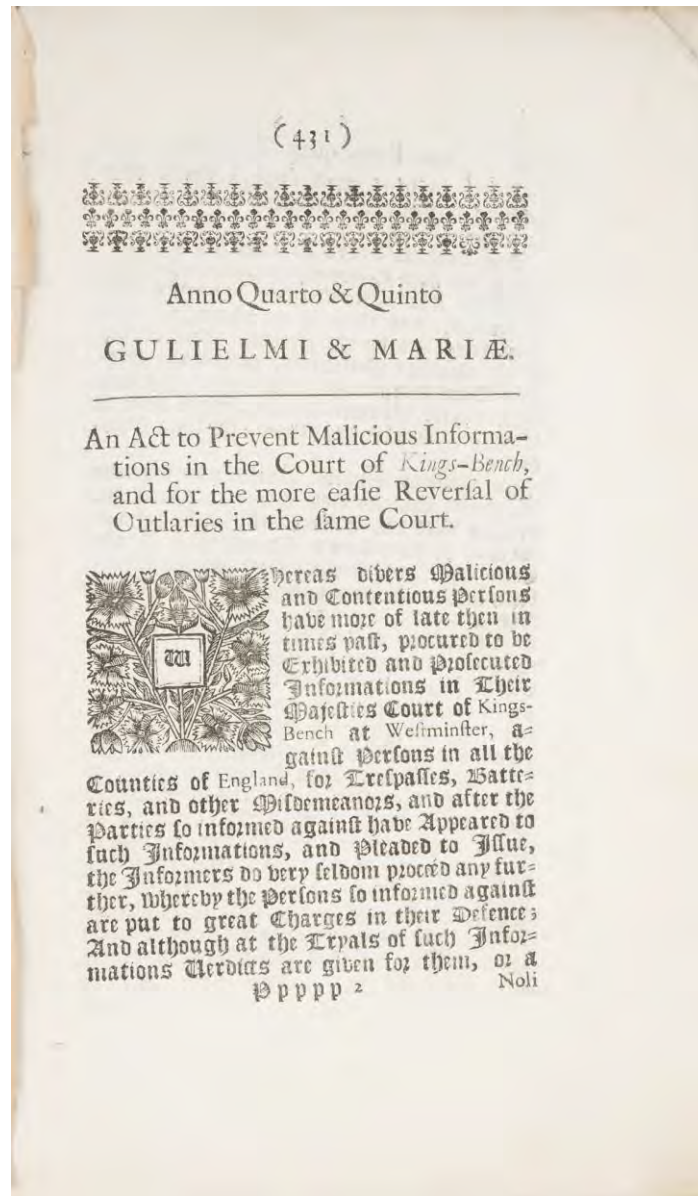 (431)
Anno Quarto & Quinto
GULIELMI & MARIÆ.
An Act to Prevent Malicious Informa-
tions in the Court of Kings-Bench,
and for the more easie Reversal of
Outlaries in the same Court.
Whereas divers Malicious
and Contentious Persons
have more of late then in
times past, procured to be
Exhibited and Prosecuted
Informations in Their
Majesties Court of Kings-
Bench at Westminster, a-
gainst Persons in all the
Counties of England, for Trespasses, Batte-
ries, and other Misdemeanors, and after the
Parties so informed against have Appeared to
such Informations, and Pleaded to Issue,
the Informers do very seldom proceed any fur-
ther, whereby the Persons so informed against
are put to great Charges in their Defence;
And although at the Tryals of such Infor-
mations Verdicts are given for them, or a
Ppppp 2
Noli